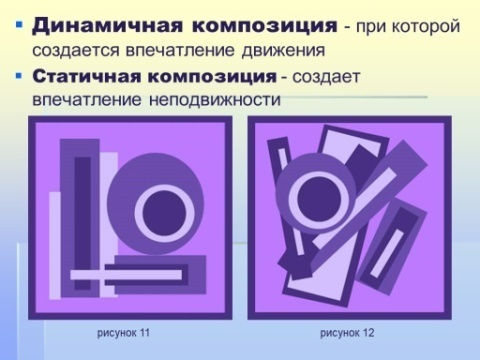 Динамичная композиция - при которой
создается впечатление движения
Статичная композиция - создает
впечатление неподвижности
рисунок 11
рисунок 12